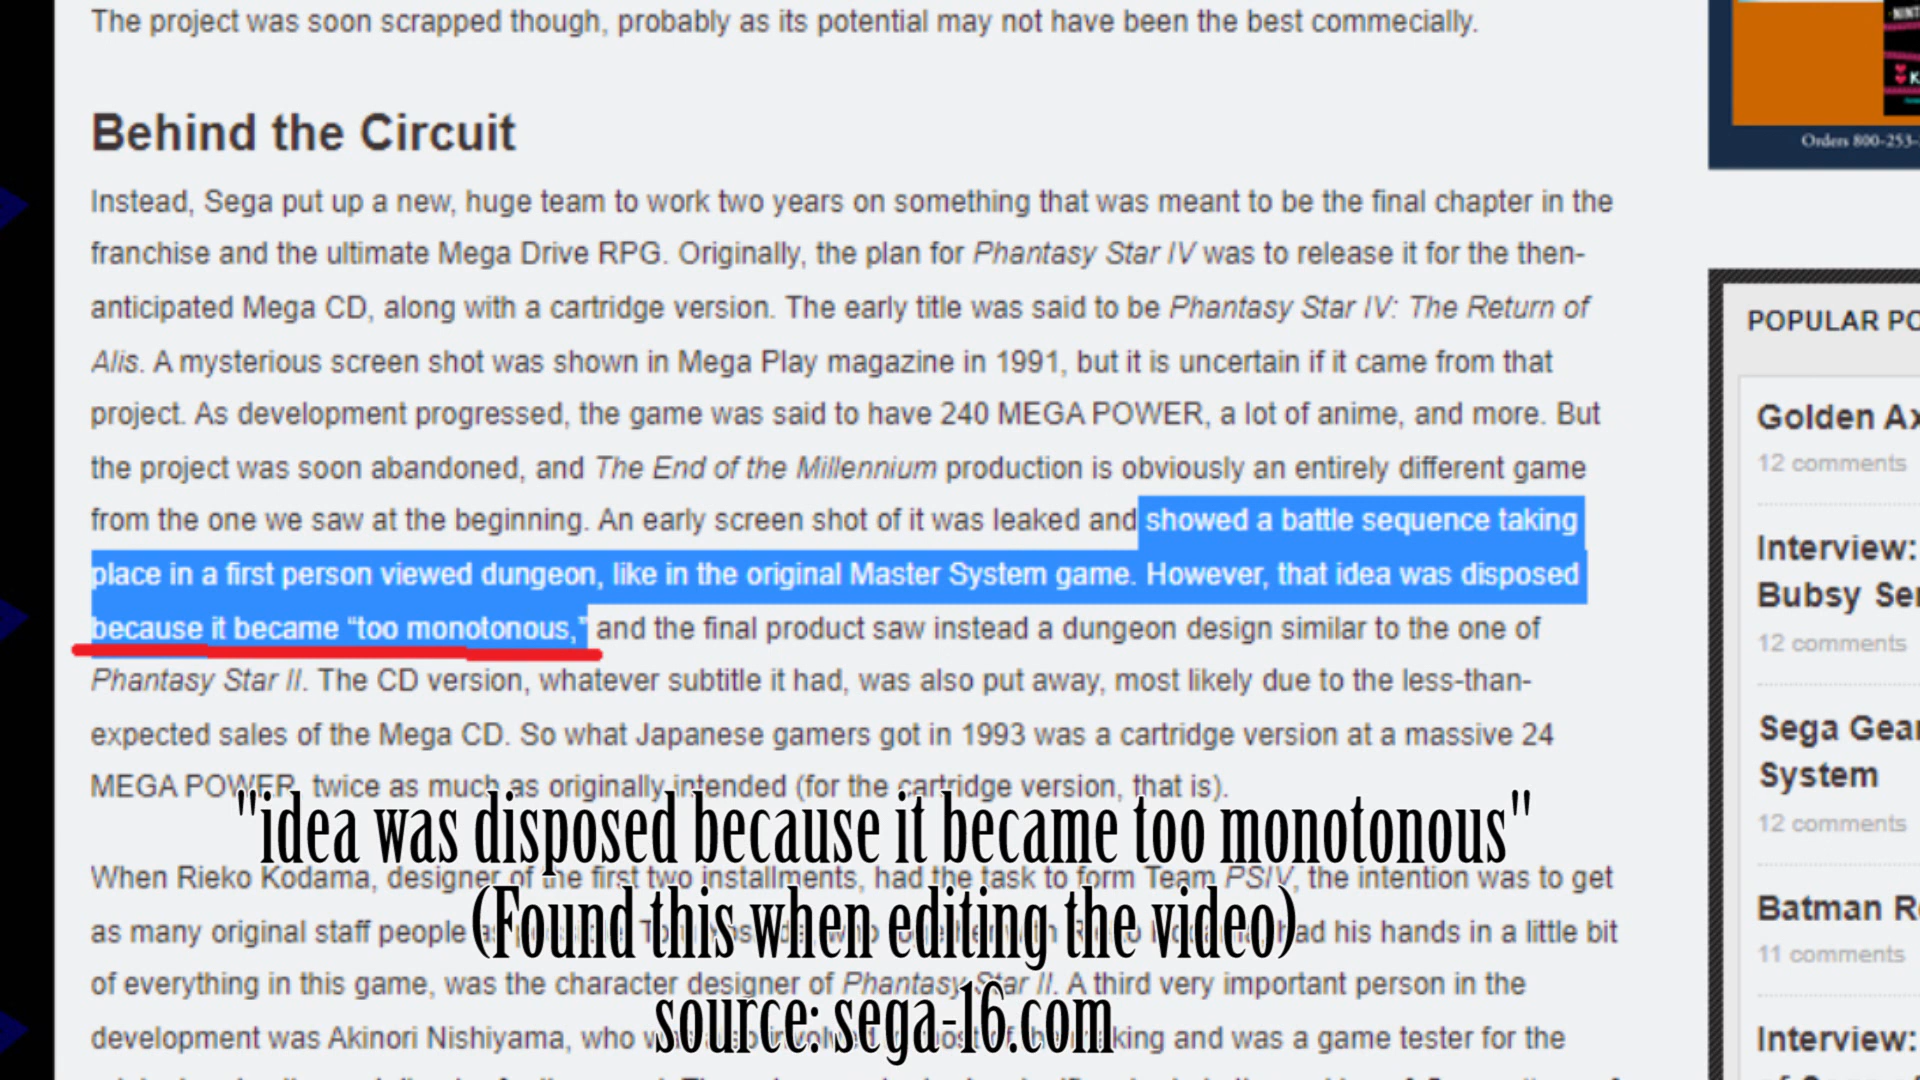 The project was soon scrapped though, probably as its potential may not have been the best commecially.
Behind the Circuit
Instead, Sega put up a new, huge team to work two years on something that was meant to be the final chapter in the
franchise and the ultimate Mega Drive RPG. Originally, the plan for Phantasy Star IV was to release it for the then-
anticipated Mega CD, along with a cartridge version. The early title was said to be Phantasy Star IV: The Return of
Alis. A mysterious screen shot was shown in Mega Play magazine in 1991, but it is uncertain if it came from that
project. As development progressed, the game was said to have 240 MEGA POWER, a lot of anime, and more. But
the project was soon abandoned, and The End of the Millennium production is obviously an entirely different game
from the one we saw at the beginning. An early screen shot of it was leaked and showed a battle sequence taking
place in a first person viewed dungeon, like in the original Master System game. However, that idea was disposed
because it became “too monotonous,” and the final product saw instead a dungeon design similar to the one of
Phantasy Star II. The CD version, whatever subtitle it had, was also put away, most likely due to the less-than-
expected sales of the Mega CD. So what Japanese gamers got in 1993 was a cartridge version at a massive 24
MEGA POWER, twice as much as originally intended (for the cartridge version, that is).
"idea was disposed because it became too monotonous"
When Rieko Kodama, designer of the first two installments, had the task to form Team PSIV, the intention was to get
(Found this when editing the video)
as many original staff people had his hands in a little bit
of everything in this game, was the character designer of Phantasy Star II. A third very important person in the
source: sega-16.com
development was Akinori Nishiyama, who and was a game tester for the
Orders 800-253-
POPULAR PO
Golden Ax
12 comments
Interview:
Bubsy Ser
12 comments
Sega Gear
System
12 comments
Batman R
11 comments
Interview: